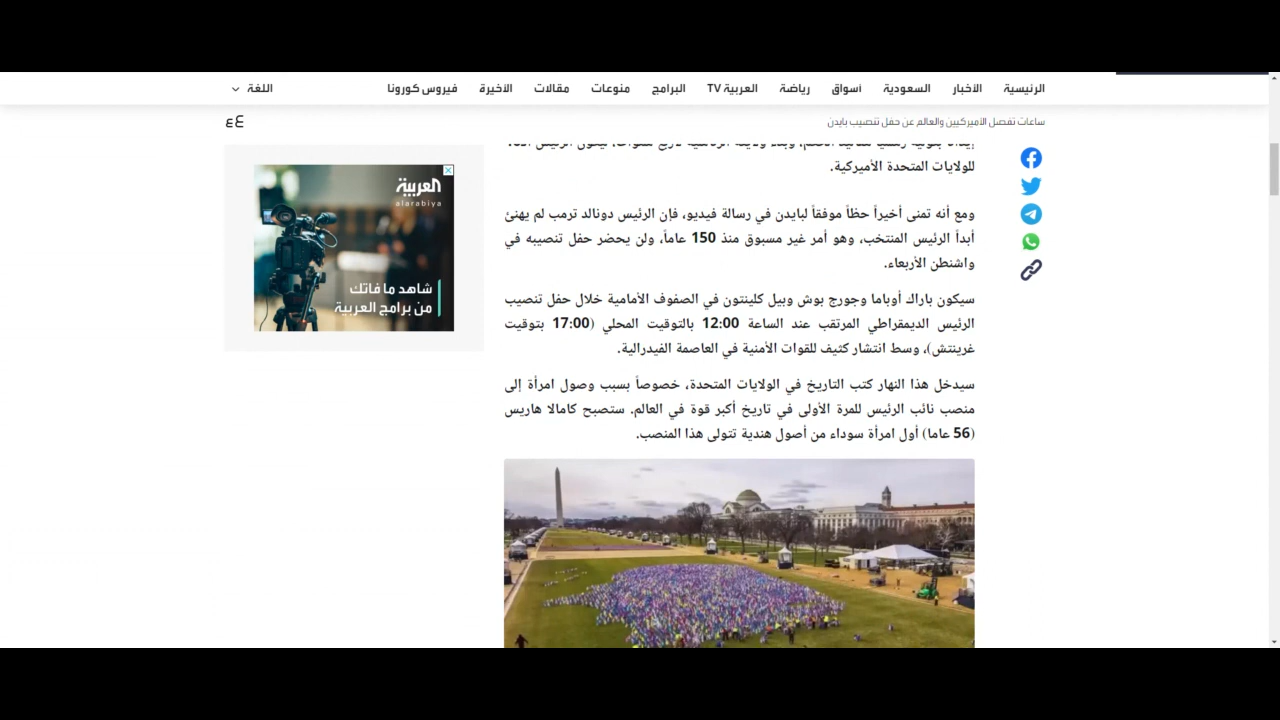 الرئيسية الأخبار السعودية أسواق رياضة العربية TV البرامج منوعات مقالات الأخيرة فيروس كورونا اللغة
ساعات تفصل الأميركيين والعالم عن حفل تنصيب بايدن
للولايات المتحدة الأميركية.
ومع أنه تمنى أخيراً حظاً موفقاً لبايدن في رسالة فيديو، فإن الرئيس دونالد ترمب لم يهنئ
أبداً الرئيس المنتخب، وهو أمر غير مسبوق منذ 150 عاماً، ولن يحضر حفل تنصيبه في
واشنطن الأربعاء.
سيكون باراك أوباما وجورج بوش وبيل كلينتون في الصفوف الأمامية خلال حفل تنصيب
الرئيس الديمقراطي المرتقب عند الساعة 12:00 بالتوقيت المحلي (17:00 بتوقيت
غرينتش)، وسط انتشار كثيف للقوات الأمنية في العاصمة الفيدرالية.
سيدخل هذا النهار كتب التاريخ في الولايات المتحدة، خصوصاً بسبب وصول امرأة إلى
منصب نائب الرئيس للمرة الأولى في تاريخ أكبر قوة في العالم. ستصبح كامالا هاريس
(56 عاما) أول امرأة سوداء من أصول هندية تتولى هذا المنصب.
العربية
alarabiya
شاهد ما فاتك
من برامج العربية